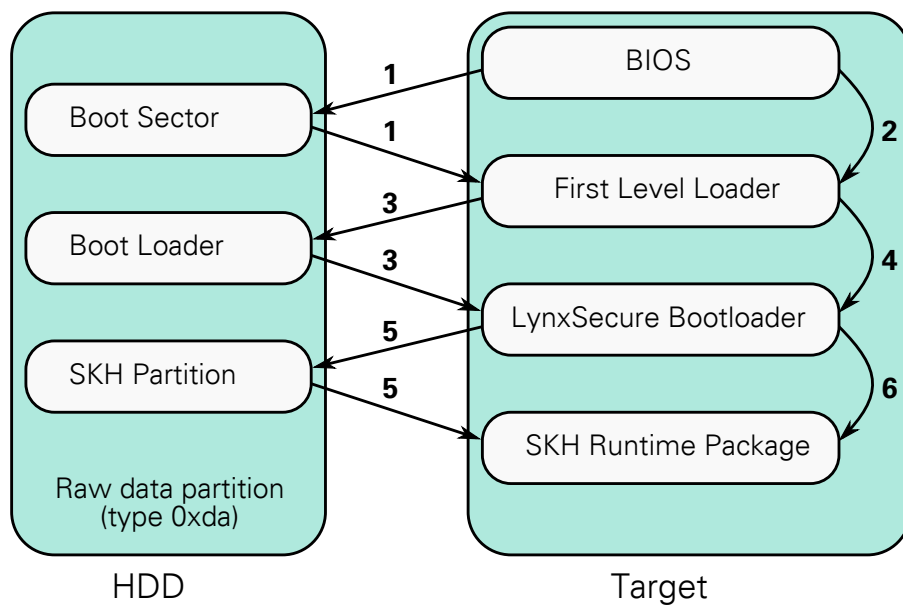 BIOS
1
Boot Sector
1
2
First Level Loader
3
Boot Loader
3
4
LynxSecure Bootloader
5
SKH Partition
5
6
SKH Runtime Package
Raw data partition
(type 0xda)
HDD
Target